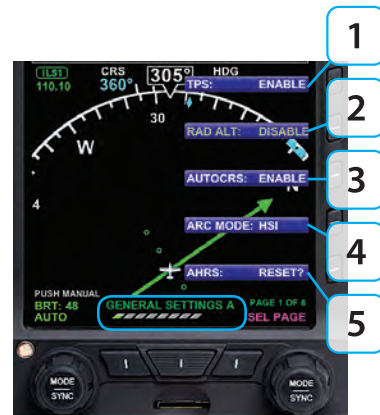 1
ILS1 CRS 305° HDG
110.10 360°
TPS: ENABLE
2
30
RAD ALT: DISABLE
W
3
AUTOCRS: ENABLE
N
4
ARC MODE: HSI
4
AHRS: RESET?
5
PUSH MANUAL
BRT: 48 GENERAL SETTINGS A PAGE 1 OF 8
AUTO SEL PAGE
MODE
SYNC
MODE
SYNC